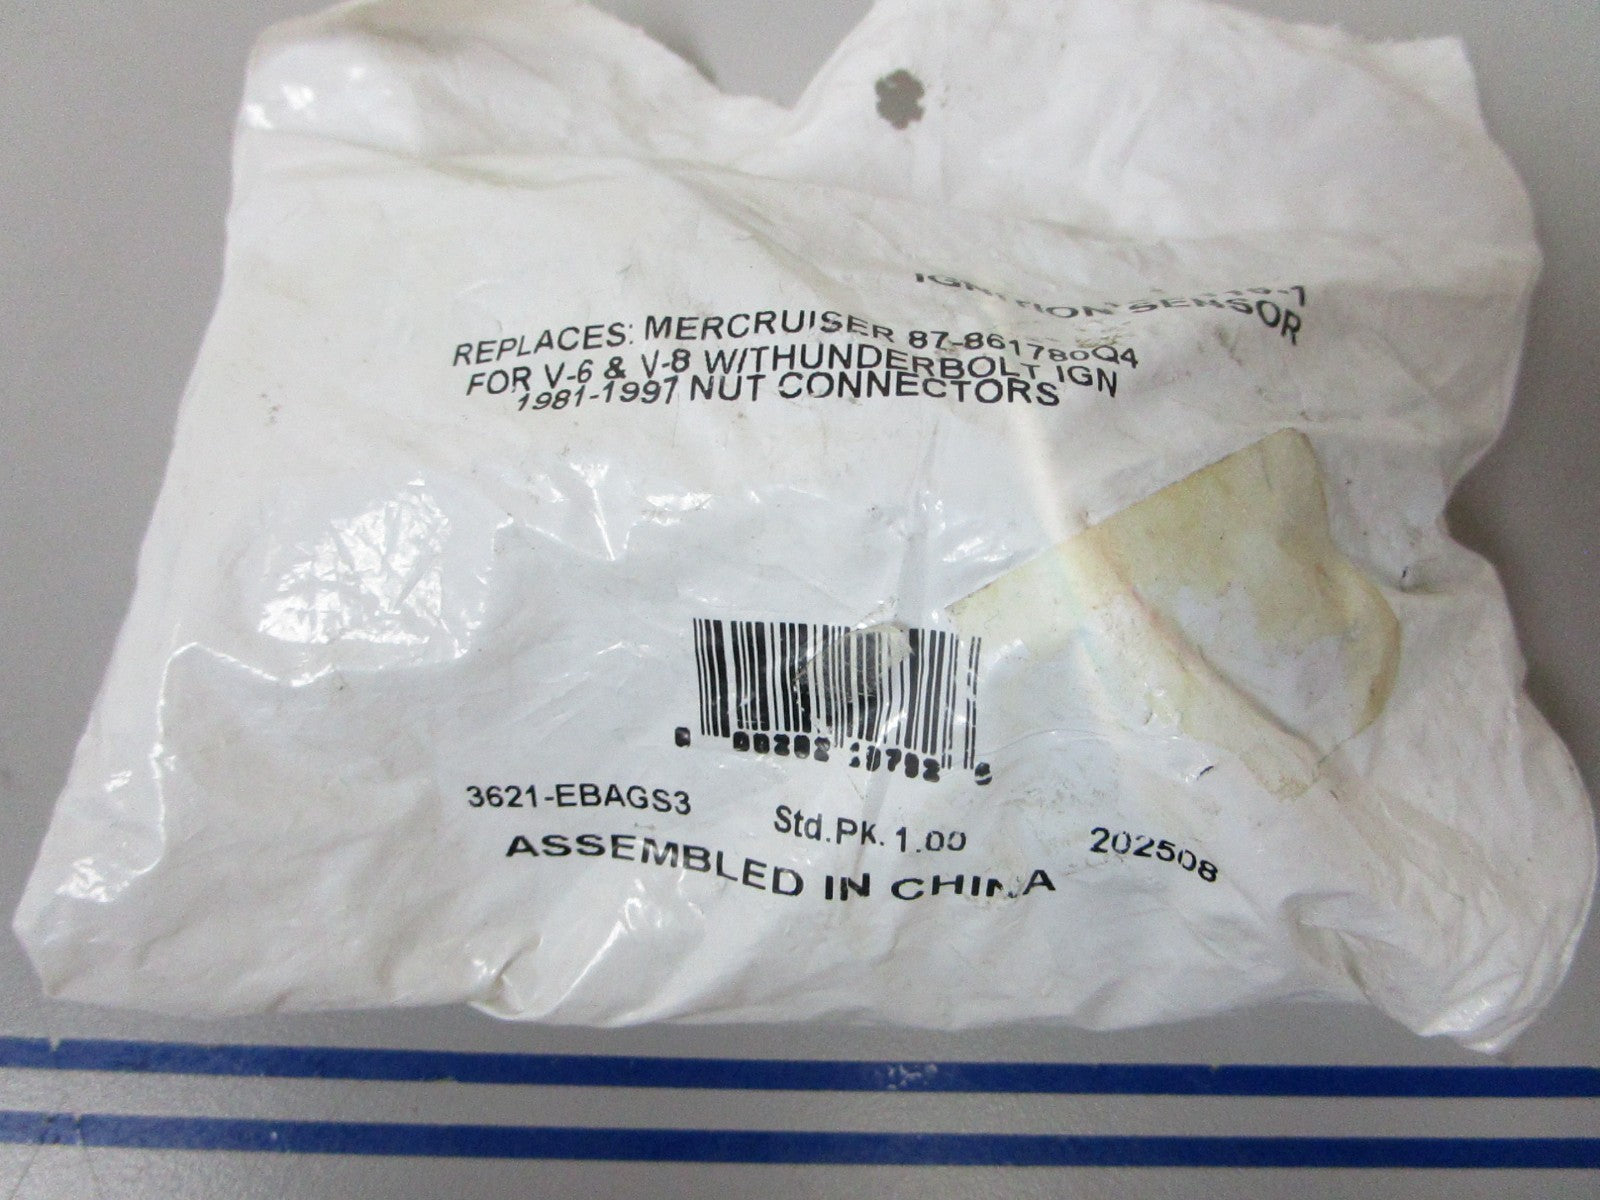 IGNITION SENSOR
REPLACES: MERCRUISER 87-861780Q4
FOR V-6 & V-8 W/THUNDERBOLT IGN
1981-1997 NUT CONNECTORS
3621-EBAGS3 Std.Pk. 1.00 202508
ASSEMBLED IN CHINA